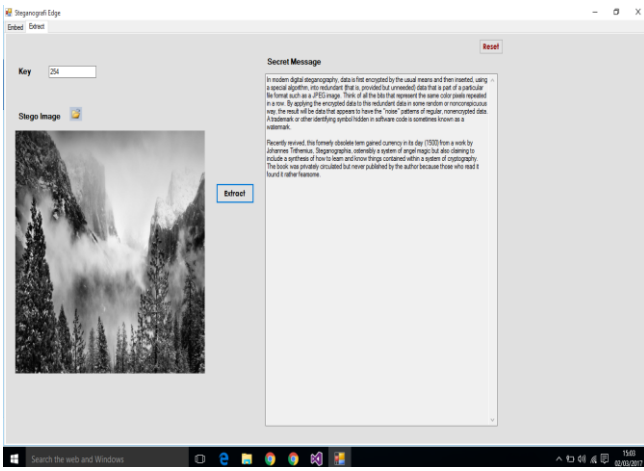 Steganografi Edge
Embed Extract
Reset
Key 254
Secret Message
In modern digital steganography, data is first encrypted by the usual means and then inserted, using
a special algorithm, into redundant (that is, provided but unneeded) data that is part of a particular
file format such as a JPEG image. Think of all the bits that represent the same color pixels repeated
in a row. By applying the encrypted data to this redundant data in some random or nonconspicuous
way, the result will be data that appears to have the "noise" patterns of regular, nonencrypted data.
A trademark or other identifying symbol hidden in software code is sometimes known as a
watermark.
Recently revived, this formerly obsolete term gained currency in its day (1500) from a work by
Johannes Trithemius, Steganographia, ostensibly a system of angel magic but also claiming to
include a synthesis of how to learn and know things contained within a system of cryptography.
The book was privately circulated but never published by the author because those who read it
found it rather fearsome.
Stego Image
Extract
Search the web and Windows
15:03
02/03/2017